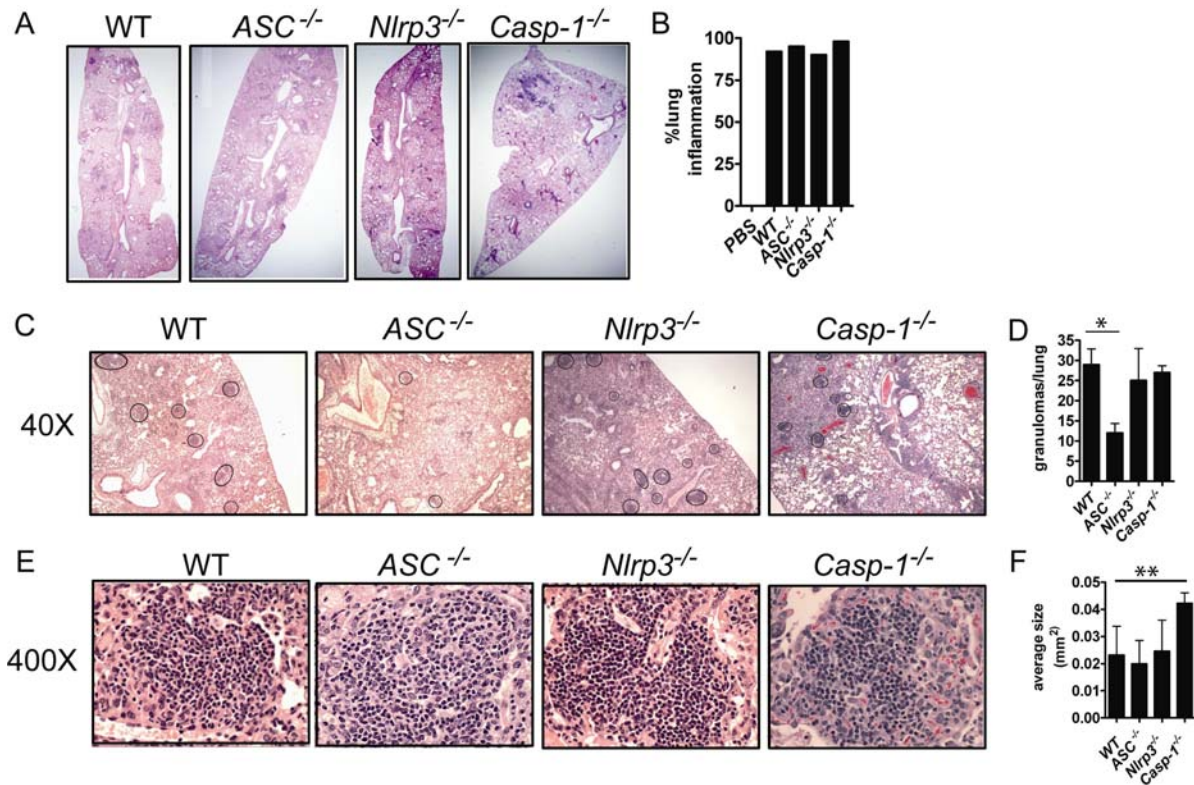 A
WT
ASC-/-
Nlrp3-/-
Casp-1-/-
B
%lung
inflammation
100
75
50
25
0
PBS
WT
ASC-/-
Nlrp3-/-
Casp-1-/-
C
WT
ASC-/-
Nlrp3-/-
Casp-1-/-
40X
D
granulomas/lung
35
30
25
20
15
10
5
0
*
WT
ASC-/-
Nlrp3-/-
Casp-1-/-
E
WT
ASC-/-
Nlrp3-/-
Casp-1-/-
400X
F
average size
(mm2)
0.05
0.04
0.03
0.02
0.01
0.00
**
WT
ASC-/-
Nlrp3-/-
Casp-1-/-